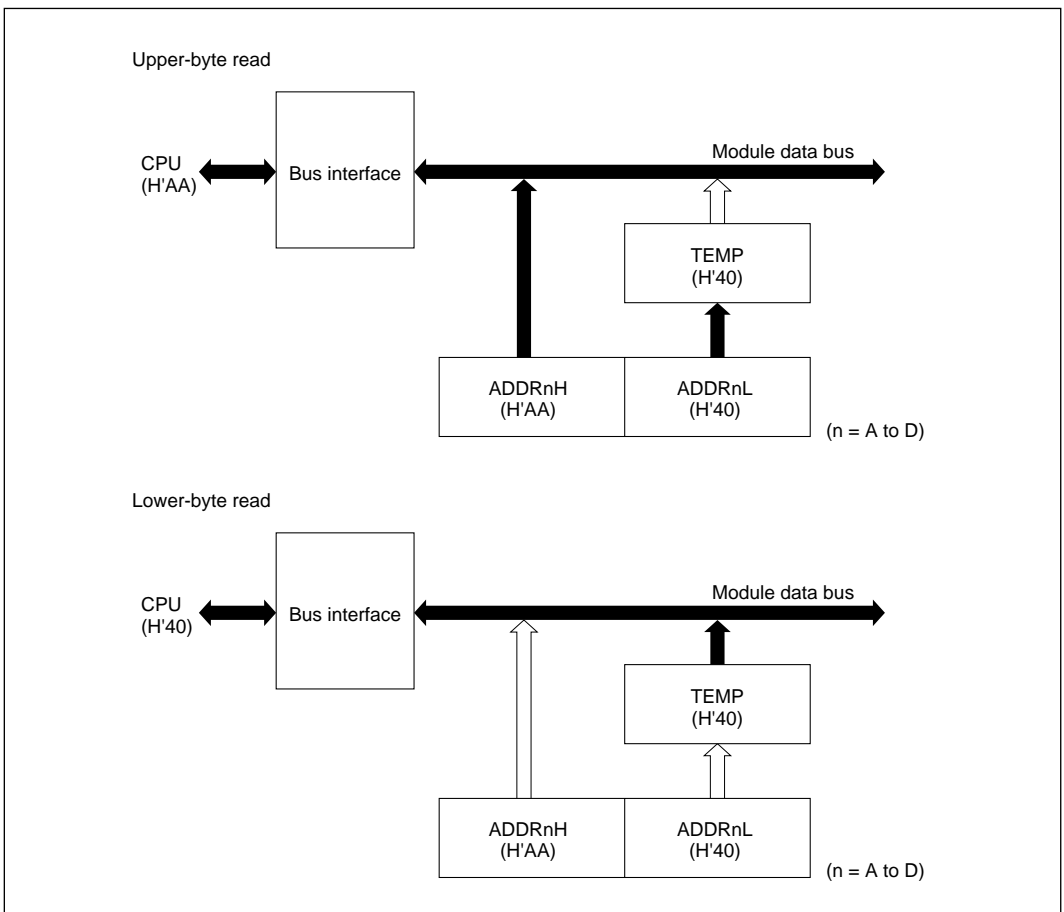 Upper-byte read
CPU
(H'AA)
Bus interface
Module data bus
TEMP
(H'40)
ADDRnH
(H'AA)
ADDRnL
(H'40)
(n = A to D)
Lower-byte read
CPU
(H'40)
Bus interface
Module data bus
TEMP
(H'40)
ADDRnH
(H'AA)
ADDRnL
(H'40)
(n = A to D)